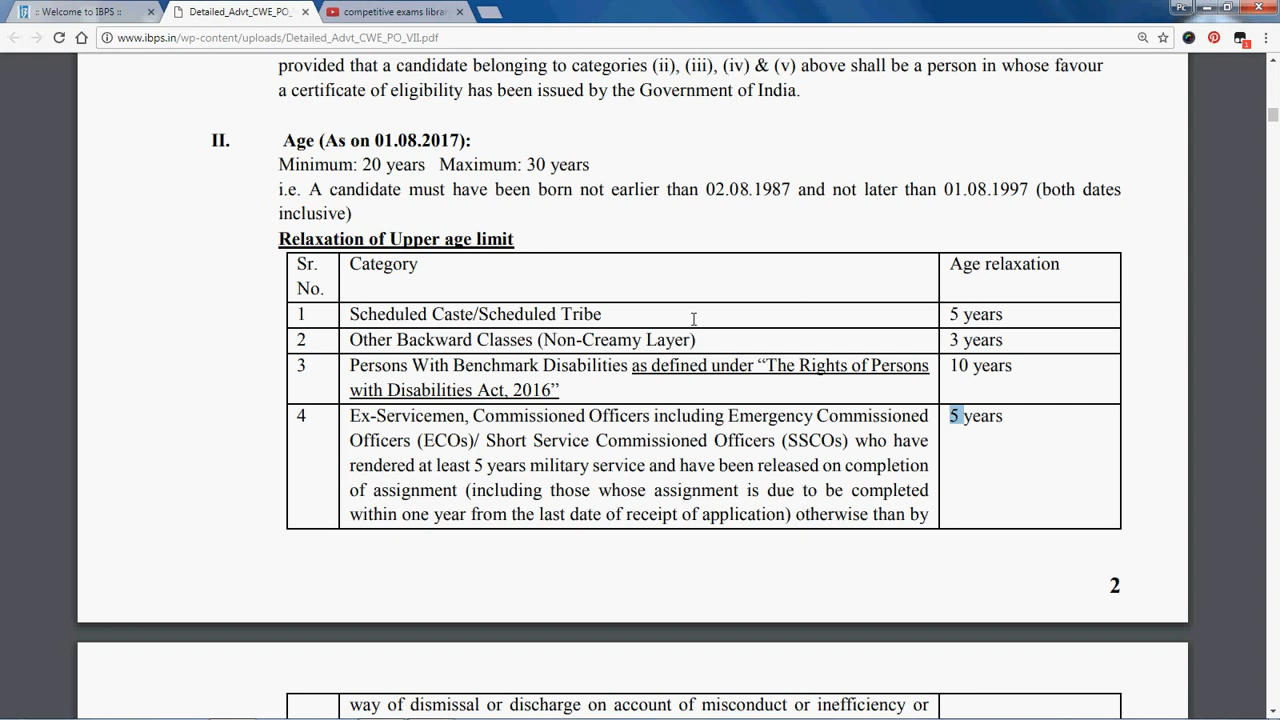 :: Welcome to IBPS ::
Detailed_Advt_CWE_PO_
competitive exams librar
Pc
www.ibps.in/wp-content/uploads/Detailed_Advt_CWE_PO_VII.pdf
1
provided that a candidate belonging to categories (ii), (iii), (iv) & (v) above shall be a person in whose favour
a certificate of eligibility has been issued by the Government of India.
II. Age (As on 01.08.2017):
Minimum: 20 years Maximum: 30 years
i.e. A candidate must have been born not earlier than 02.08.1987 and not later than 01.08.1997 (both dates
inclusive)
Relaxation of Upper age limit
Sr. Category Age relaxation
No.
1 Scheduled Caste/Scheduled Tribe 5 years
2 Other Backward Classes (Non-Creamy Layer) 3 years
3 Persons With Benchmark Disabilities as defined under “The Rights of Persons 10 years
with Disabilities Act, 2016”
4 Ex-Servicemen, Commissioned Officers including Emergency Commissioned 5 years
Officers (ECOs)/ Short Service Commissioned Officers (SSCOs) who have
rendered at least 5 years military service and have been released on completion
of assignment (including those whose assignment is due to be completed
within one year from the last date of receipt of application) otherwise than by
2
way of dismissal or discharge on account of misconduct or inefficiency or